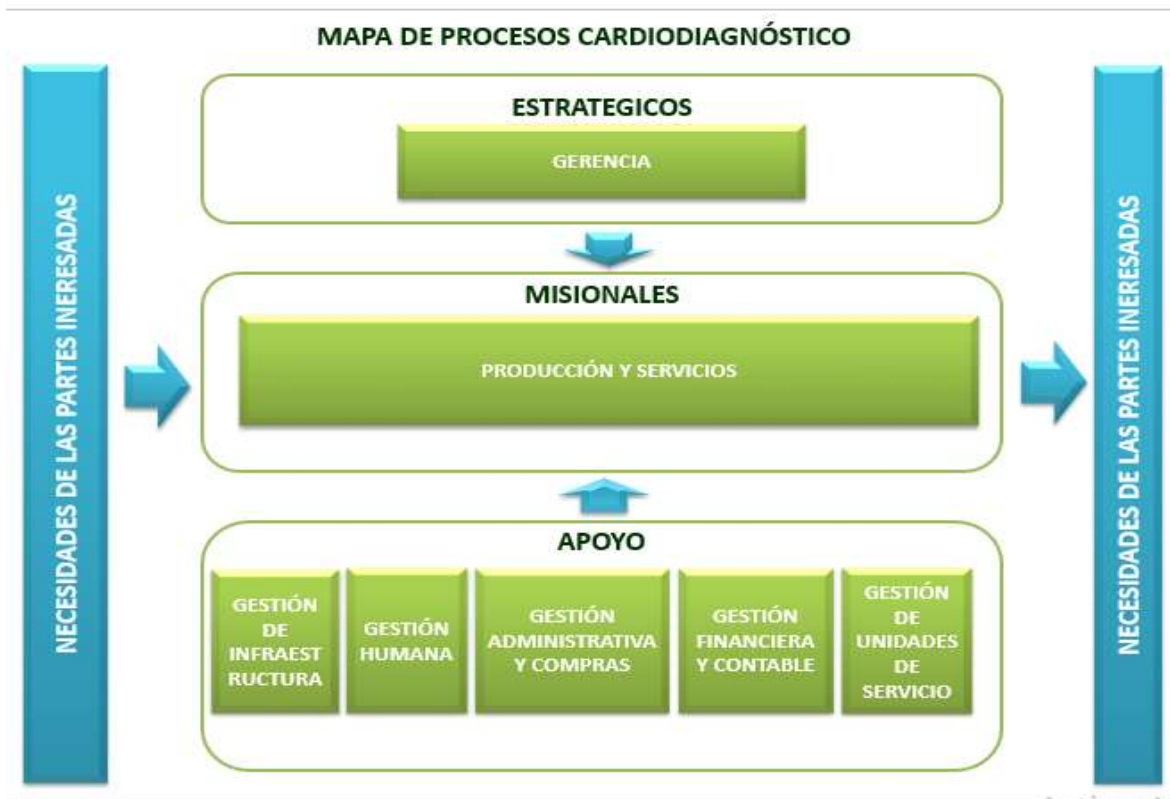 MAPA DE PROCESOS CARDIODIAGNÓSTICO
NECESIDADES DE LAS PARTES INERESADAS
ESTRATEGICOS
GERENCIA
MISIONALES
PRODUCCIÓN Y SERVICIOS
APOYO
GESTIÓN
DE
INFRAEST
RUCTURA
GESTIÓN
HUMANA
GESTIÓN
ADMINISTRATIVA
Y COMPRAS
GESTIÓN
FINANCIERA
Y CONTABLE
GESTIÓN
DE
UNIDADES
DE
SERVICIO
NECESIDADES DE LAS PARTES INERESADAS